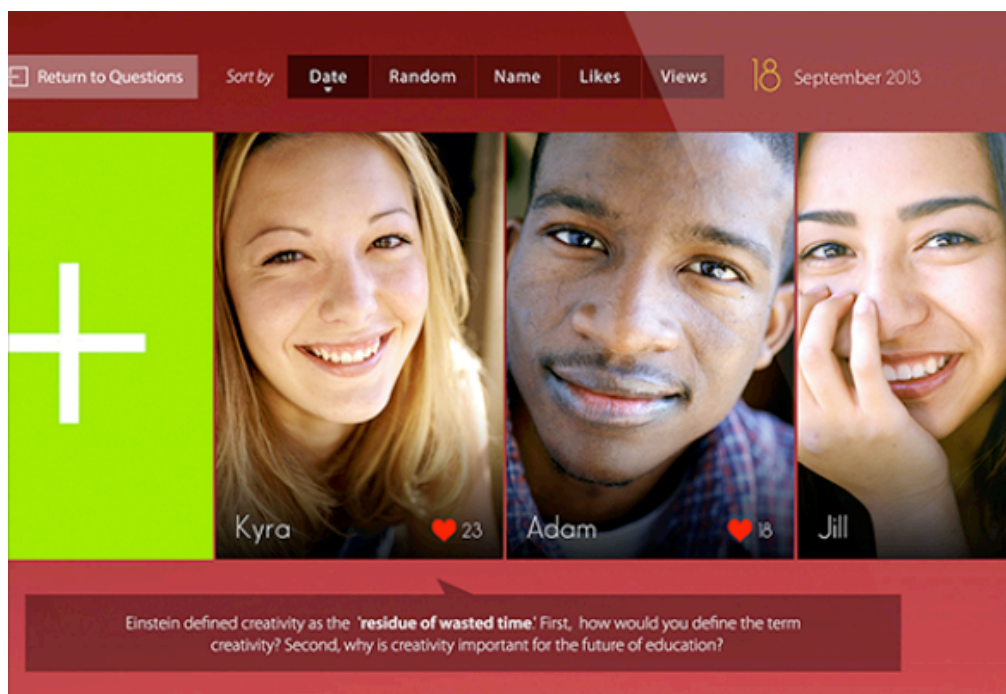 Return to Questions Sort by Date Random Name Likes Views 18 September 2013
Kyra 23 Adam 18 Jill
Einstein defined creativity as the 'residue of wasted time.' First, how would you define the term
creativity? Second, why is creativity important for the future of education?